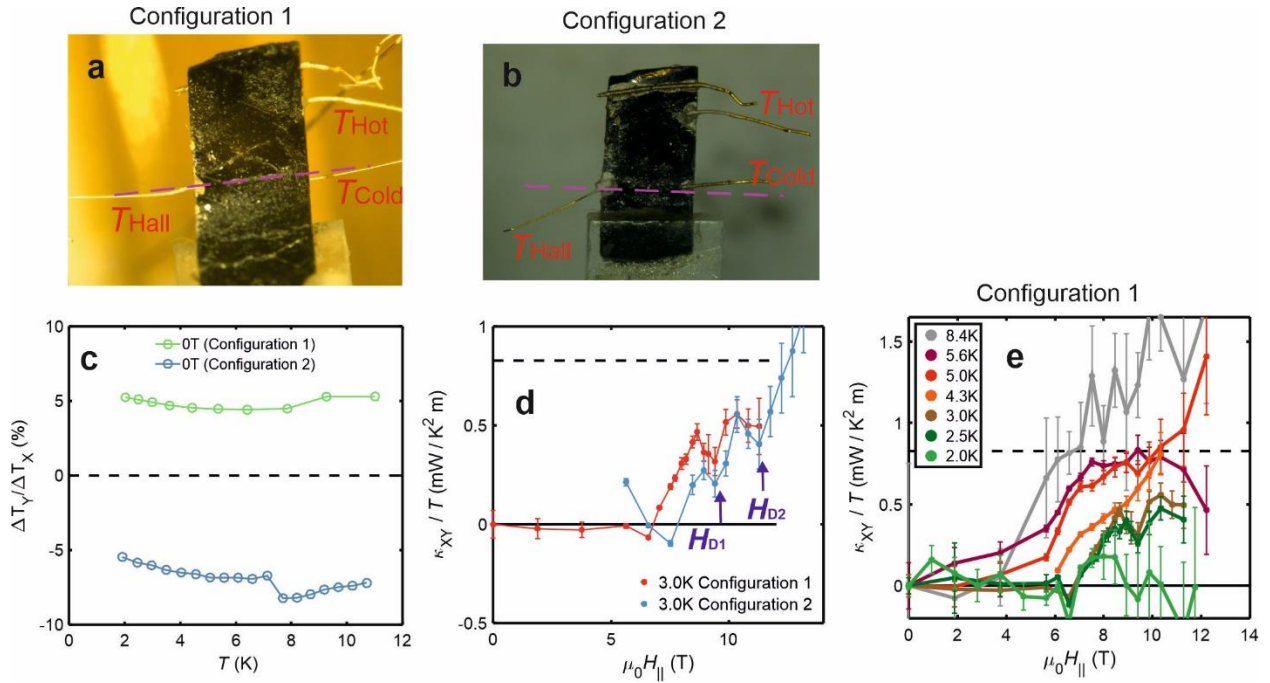 Configuration 1
Configuration 2
a
THot
TCold
THall
b
THot
TCold
THall
c
0T (Configuration 1)
0T (Configuration 2)
ΔTY/ΔTX(%)
10
5
0
-5
-10
0 2 4 6 8 10 12
T (K)
d
κXY / T (mW / K² m)
1
0.5
0
-0.5
HD1
HD2
3.0K Configuration 1
3.0K Configuration 2
0 5 10
μ0H|| (T)
Configuration 1
e
8.4K
5.6K
5.0K
4.3K
3.0K
2.5K
2.0K
κXY / T (mW / K² m)
1.5
1
0.5
0
0 2 4 6 8 10 12 14
μ0H|| (T)